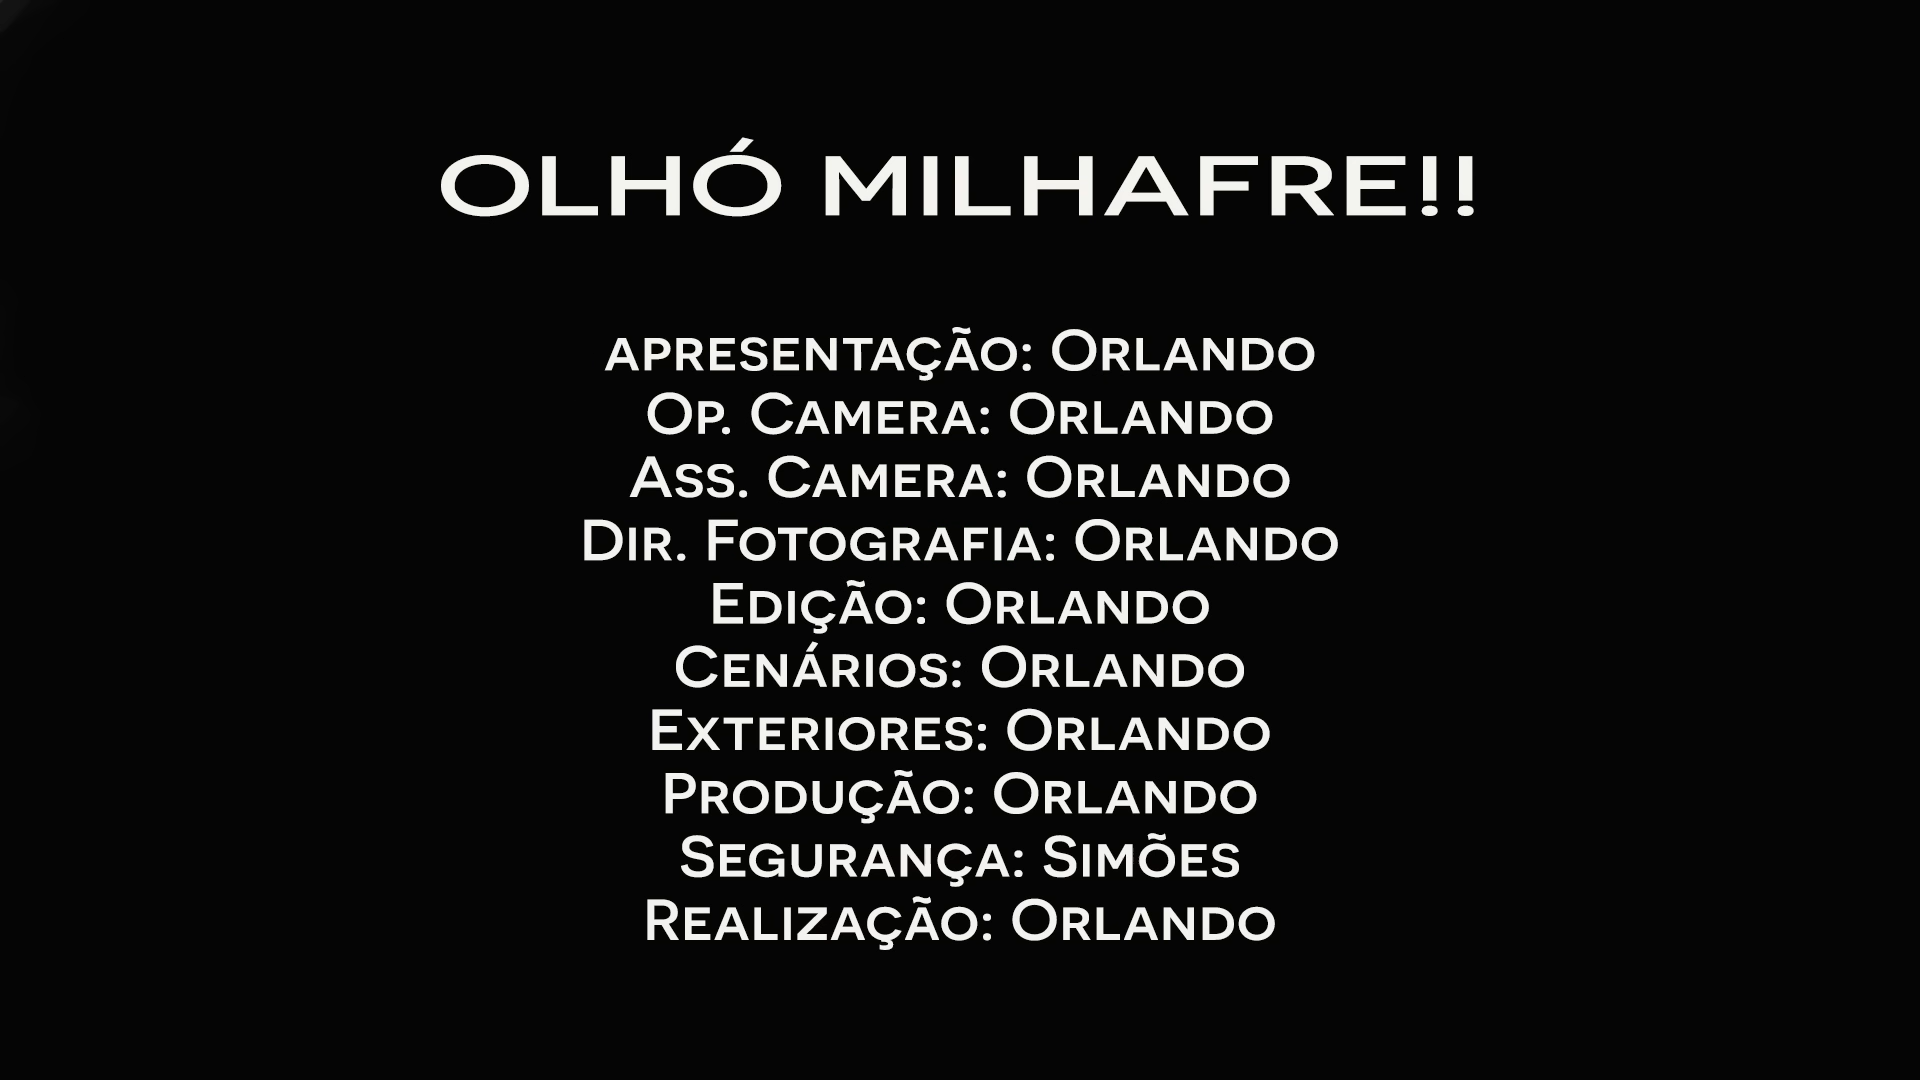 OLHÓ MILHAFRE!!
apresentação: Orlando
Op. Camera: Orlando
Ass. Camera: Orlando
Dir. Fotografia: Orlando
Edição: Orlando
Cenários: Orlando
Exteriores: Orlando
Produção: Orlando
Segurança: Simões
Realização: Orlando